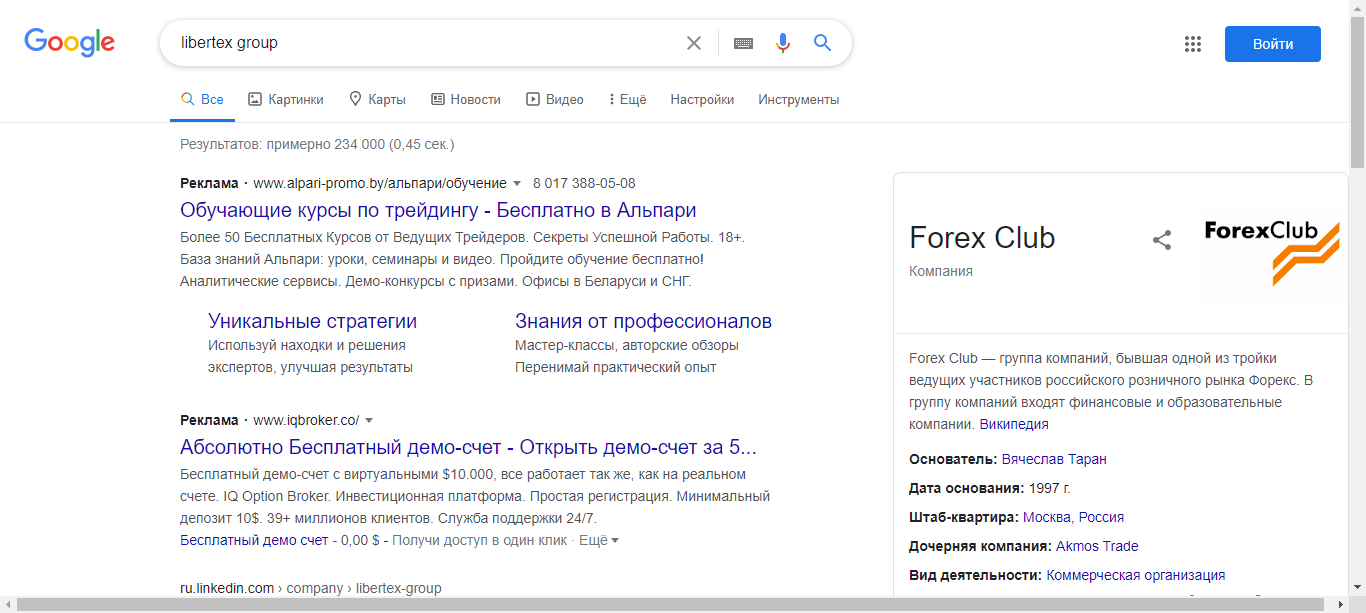 Google
libertex group
Войти
Все
Картинки
Карты
Новости
Видео
Ещё
Настройки
Инструменты
Результатов: примерно 234 000 (0,45 сек.)
Реклама · www.alpari-promo.by/альпари/обучение 8 017 388-05-08
Обучающие курсы по трейдингу - Бесплатно в Альпари
Более 50 Бесплатных Курсов от Ведущих Трейдеров. Секреты Успешной Работы. 18+.
База знаний Альпари: уроки, семинары и видео. Пройдите обучение бесплатно!
Аналитические сервисы. Демо-конкурсы с призами. Офисы в Беларуси и СНГ.
Уникальные стратегии
Используй находки и решения
экспертов, улучшая результаты
Знания от профессионалов
Мастер-классы, авторские обзоры
Перенимай практический опыт
Реклама · www.iqbroker.co/
Абсолютно Бесплатный демо-счет - Открыть демо-счет за 5...
Бесплатный демо-счет с виртуальными $10.000, все работает так же, как на реальном
счете. IQ Option Broker. Инвестиционная платформа. Простая регистрация. Минимальный
депозит 10$. 39+ миллионов клиентов. Служба поддержки 24/7.
Бесплатный демо счет - 0,00 $ - Получи доступ в один клик · Ещё
ru.linkedin.com › company › libertex-group
Forex Club
Компания
ForexClub
Forex Club — группа компаний, бывшая одной из тройки
ведущих участников российского розничного рынка Форекс. В
группу компаний входят финансовые и образовательные
компании. Википедия
Основатель: Вячеслав Таран
Дата основания: 1997 г.
Штаб-квартира: Москва, Россия
Дочерняя компания: Akmos Trade
Вид деятельности: Коммерческая организация